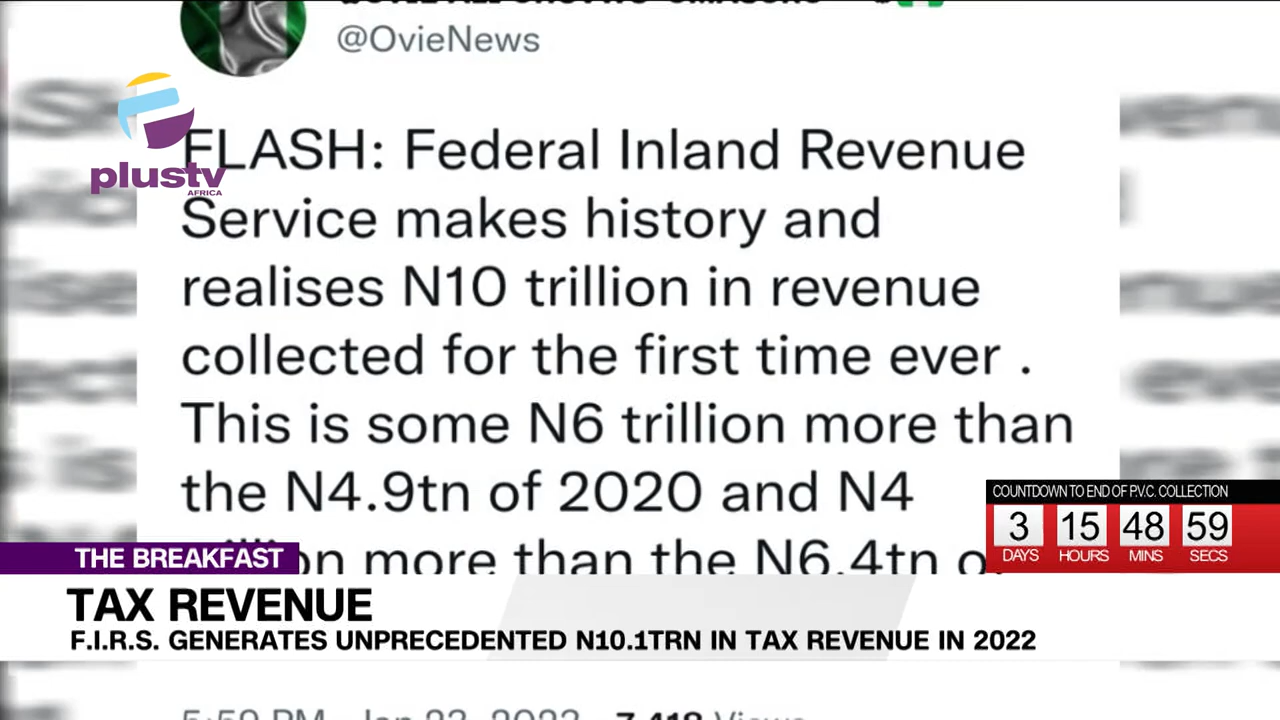 @OvieNews
plustv
AFRICA
FLASH: Federal Inland Revenue
Service makes history and
realises N10 trillion in revenue
collected for the first time ever .
This is some N6 trillion more than
the N4.9tn of 2020 and N4
more than the N6.4tn
COUNTDOWN TO END OF P.V.C. COLLECTION
3 15 48 59
DAYS HOURS MINS SECS
THE BREAKFAST
TAX REVENUE
F.I.R.S. GENERATES UNPRECEDENTED N10.1TRN IN TAX REVENUE IN 2022
Views